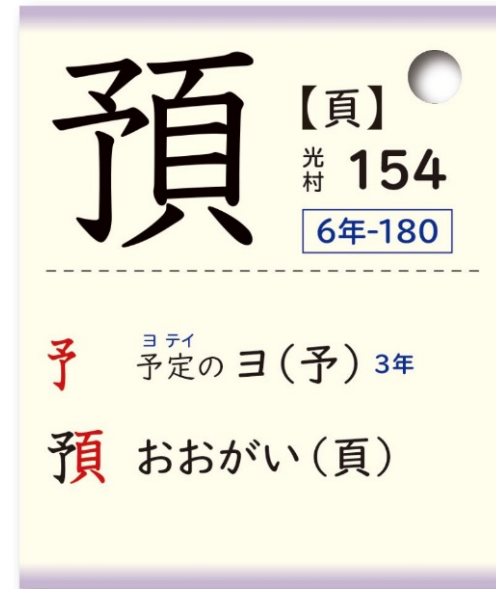 預
【頁】
光村 154
6年-180
ヨテイ
予 予定の ヨ(予) 3年
預 おおがい(頁)